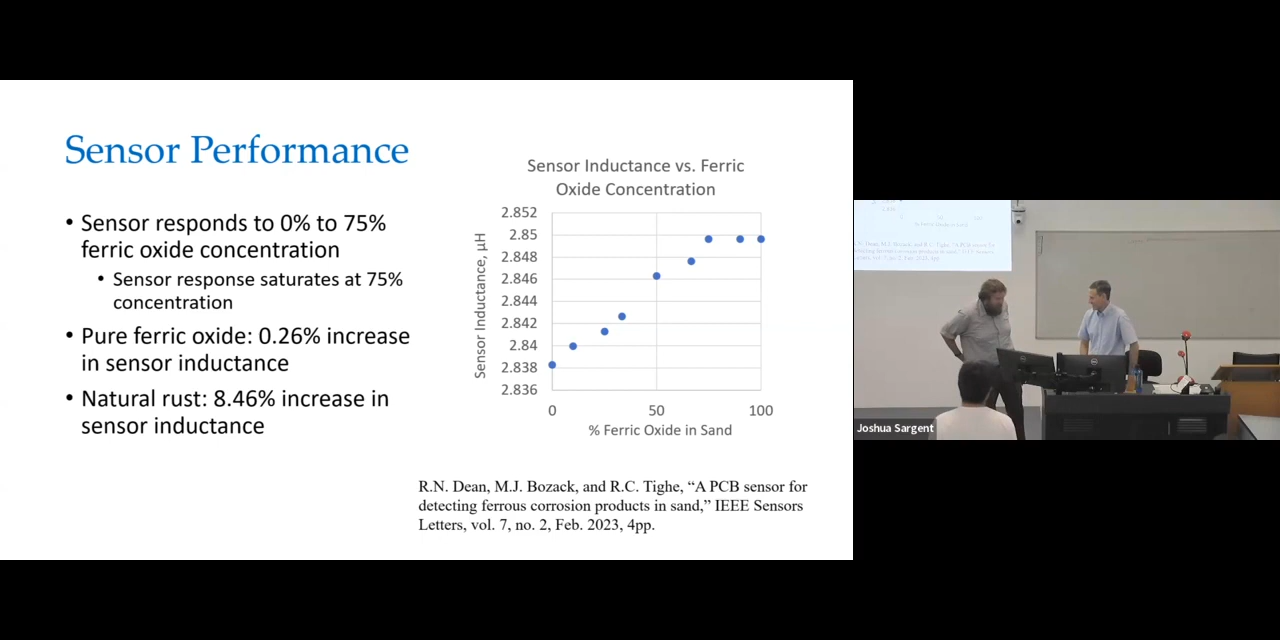 Sensor Performance
• Sensor responds to 0% to 75%
ferric oxide concentration
• Sensor response saturates at 75%
concentration
• Pure ferric oxide: 0.26% increase
in sensor inductance
• Natural rust: 8.46% increase in
sensor inductance
Sensor Inductance vs. Ferric
Oxide Concentration
Sensor Inductance, µH
2.852
2.85
2.848
2.846
2.844
2.842
2.84
2.838
2.836
0 50 100
% Ferric Oxide in Sand
R.N. Dean, M.J. Bozack, and R.C. Tighe, “A PCB sensor for
detecting ferrous corrosion products in sand,” IEEE Sensors
Letters, vol. 7, no. 2, Feb. 2023, 4pp.
Joshua Sargent